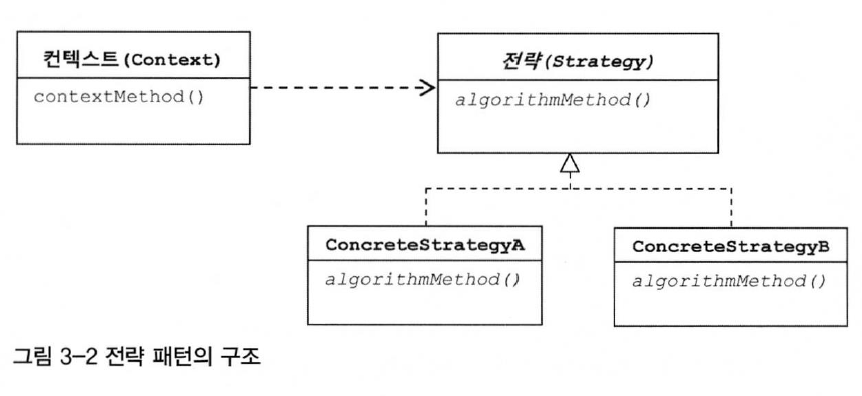 컨텍스트(Context)
contextMethod()
전략(Strategy)
algorithmMethod()
ConcreteStrategyA
algorithmMethod()
ConcreteStrategyB
algorithmMethod()
그림 3-2 전략 패턴의 구조